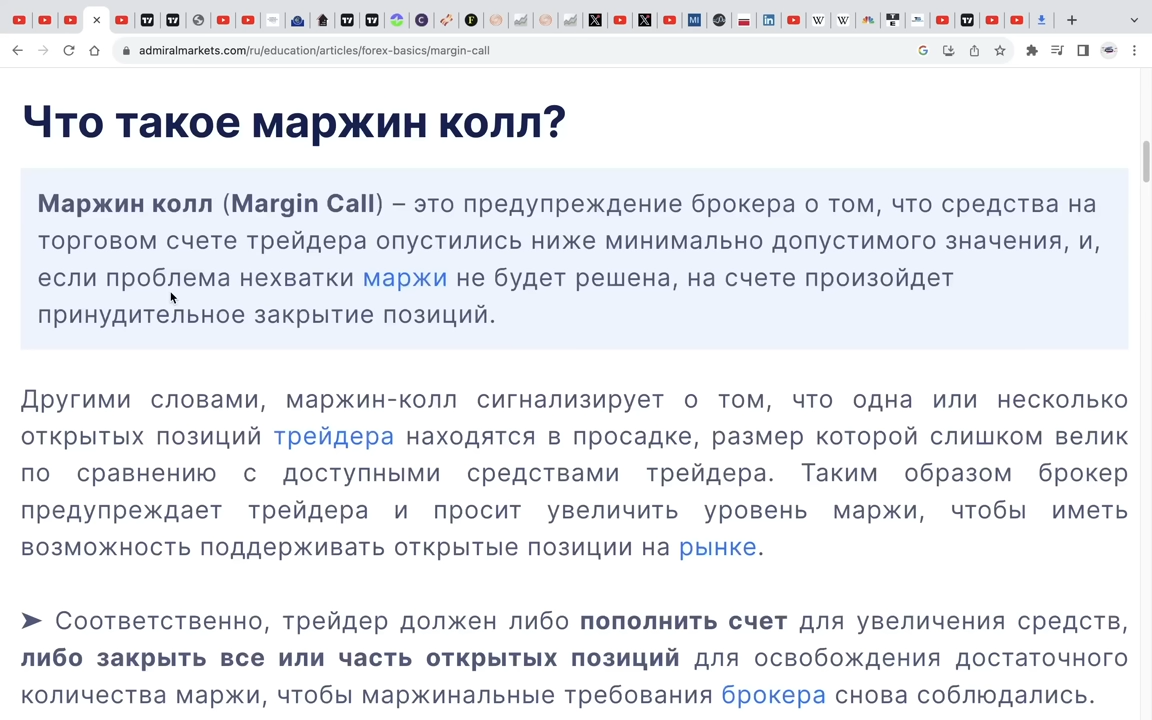 admiralmarkets.com/ru/education/articles/forex-basics/margin-call
Что такое маржин колл?
Маржин колл (Margin Call) – это предупреждение брокера о том, что средства на
торговом счете трейдера опустились ниже минимально допустимого значения, и,
если проблема нехватки маржи не будет решена, на счете произойдет
принудительное закрытие позиций.
Другими словами, маржин-колл сигнализирует о том, что одна или несколько
открытых позиций трейдера находятся в просадке, размер которой слишком велик
по сравнению с доступными средствами трейдера. Таким образом брокер
предупреждает трейдера и просит увеличить уровень маржи, чтобы иметь
возможность поддерживать открытые позиции на рынке.
➤ Соответственно, трейдер должен либо пополнить счет для увеличения средств,
либо закрыть все или часть открытых позиций для освобождения достаточного
количества маржи, чтобы маржинальные требования брокера снова соблюдались.